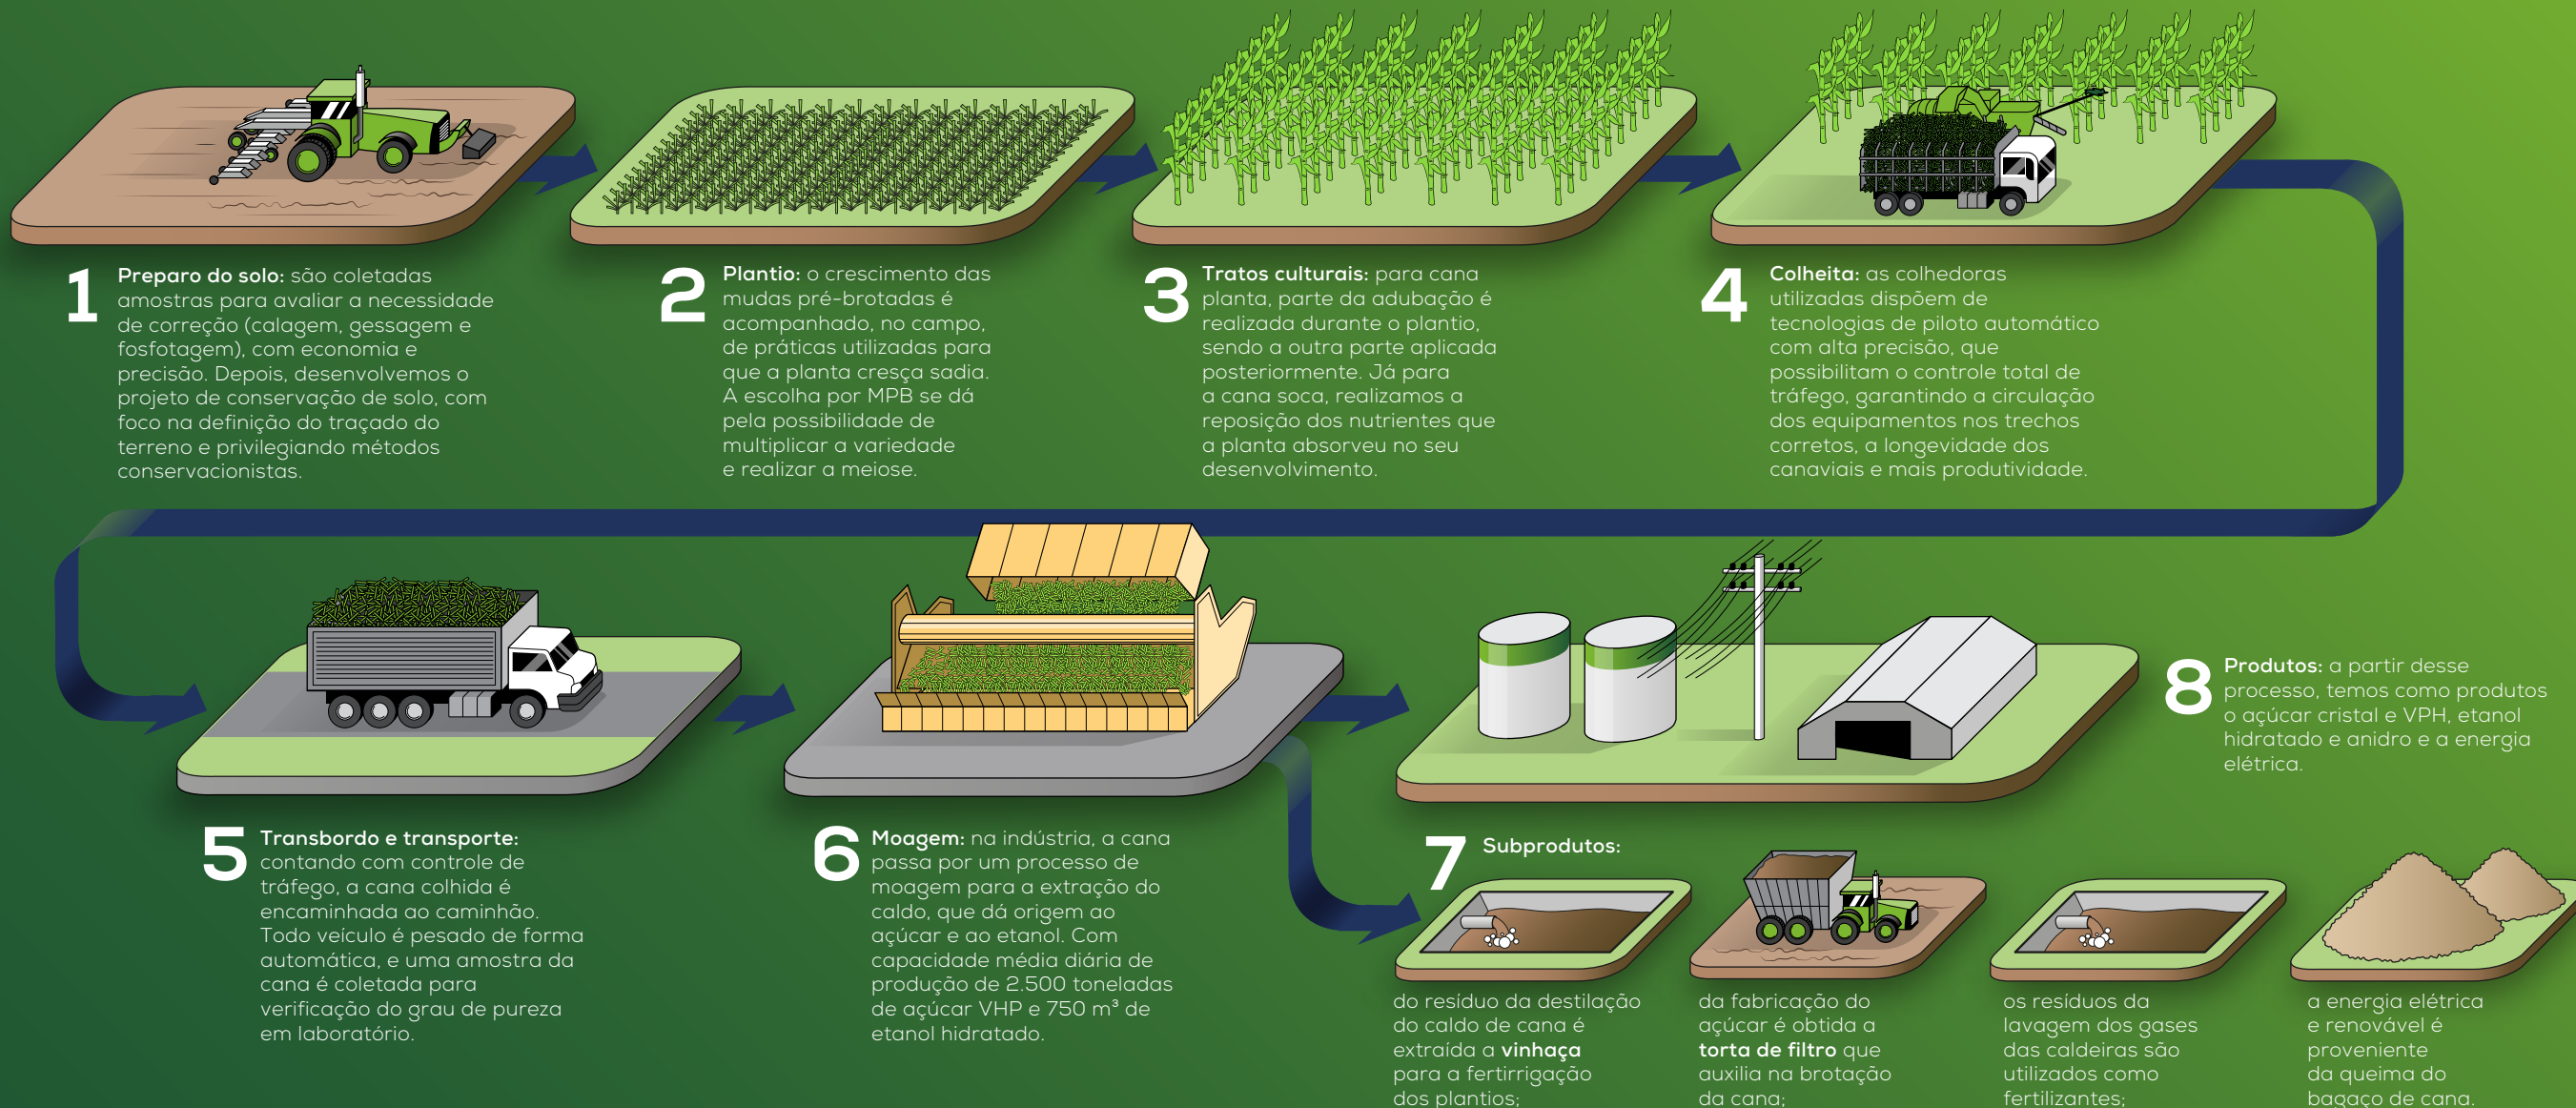 1
Preparo do solo: são coletadas
amostras para avaliar a necessidade
de correção (calagem, gessagem e
fosfotagem), com economia e
precisão. Depois, desenvolvemos o
projeto de conservação de solo, com
foco na definição do traçado do
terreno e privilegiando métodos
conservacionistas.
2
Plantio: o crescimento das
mudas pré-brotadas é
acompanhado, no campo,
de práticas utilizadas para
que a planta cresça sadia.
A escolha por MPB se dá
pela possibilidade de
multiplicar a variedade
e realizar a meiose.
3
Tratos culturais: para cana
planta, parte da adubação é
realizada durante o plantio,
sendo a outra parte aplicada
posteriormente. Já para
a cana soca, realizamos a
reposição dos nutrientes que
a planta absorveu no seu
desenvolvimento.
4
Colheita: as colhedoras
utilizadas dispõem de
tecnologias de piloto automático
com alta precisão, que
possibilitam o controle total de
tráfego, garantindo a circulação
dos equipamentos nos trechos
corretos, a longevidade dos
canaviais e mais produtividade.
5
Transbordo e transporte:
contando com controle de
tráfego, a cana colhida é
encaminhada ao caminhão.
Todo veículo é pesado de forma
automática, e uma amostra da
cana é coletada para
verificação do grau de pureza
em laboratório.
6
Moagem: na indústria, a cana
passa por um processo de
moagem para a extração do
caldo, que dá origem ao
açúcar e ao etanol. Com
capacidade média diária de
produção de 2.500 toneladas
de açúcar VHP e 750 m³ de
etanol hidratado.
7
Subprodutos:
do resíduo da destilação
do caldo de cana é
extraída a vinhaça
para a fertirrigação
dos plantios;
da fabricação do
açúcar é obtida a
torta de filtro que
auxilia na brotação
da cana;
os resíduos da
lavagem dos gases
das caldeiras são
utilizados como
fertilizantes;
a energia elétrica
e renovável é
proveniente
da queima do
bagaço de cana.
8
Produtos: a partir desse
processo, temos como produtos
o açúcar cristal e VPH, etanol
hidratado e anidro e a energia
elétrica.